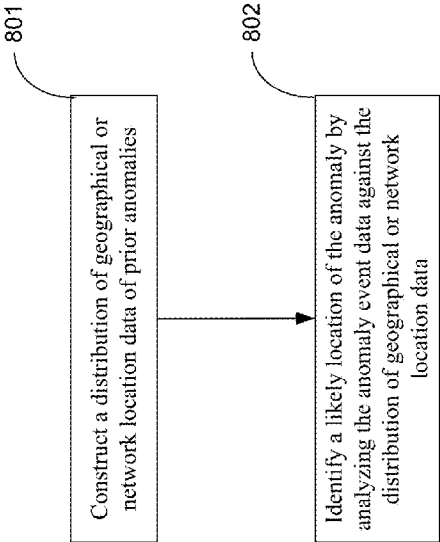 801
Construct a distribution of geographical or
network location data of prior anomalies
802
Identify a likely location of the anomaly by
analyzing the anomaly event data against the
distribution of geographical or network
location data